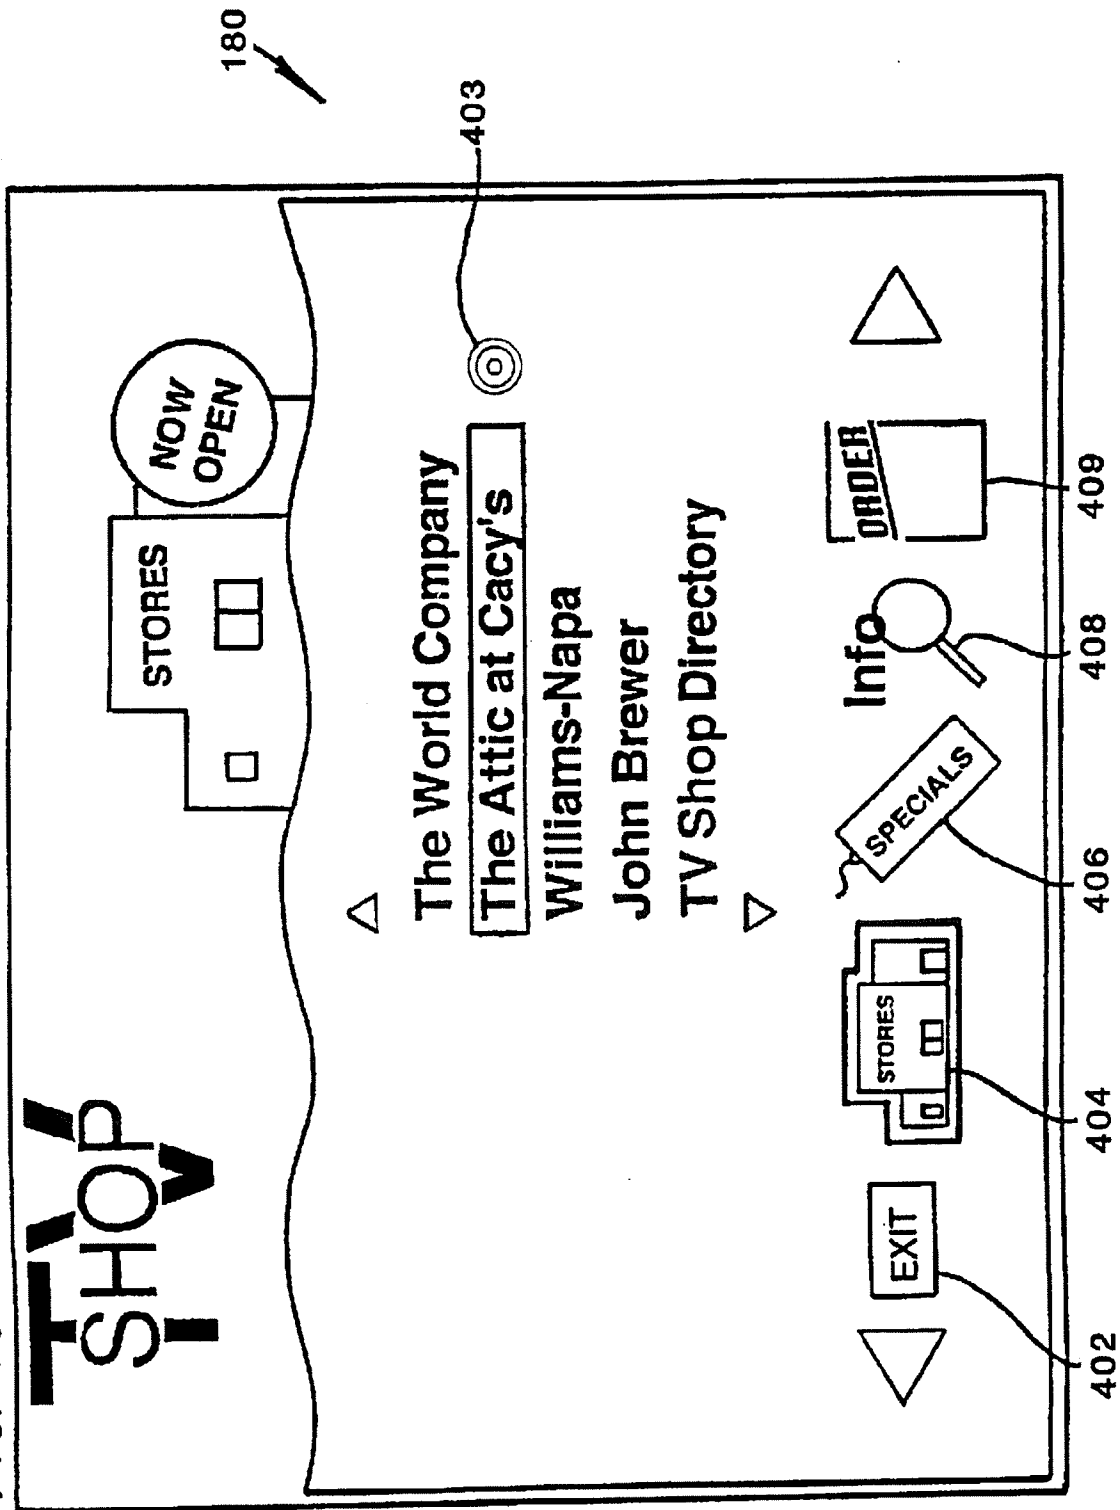 180
TV
SHOP
STORES
NOW
OPEN
The World Company
The Attic at Cacy's
403
Williams-Napa
John Brewer
TV Shop Directory
EXIT
STORES
SPECIALS
Info
ORDER
402
404
406
408
409